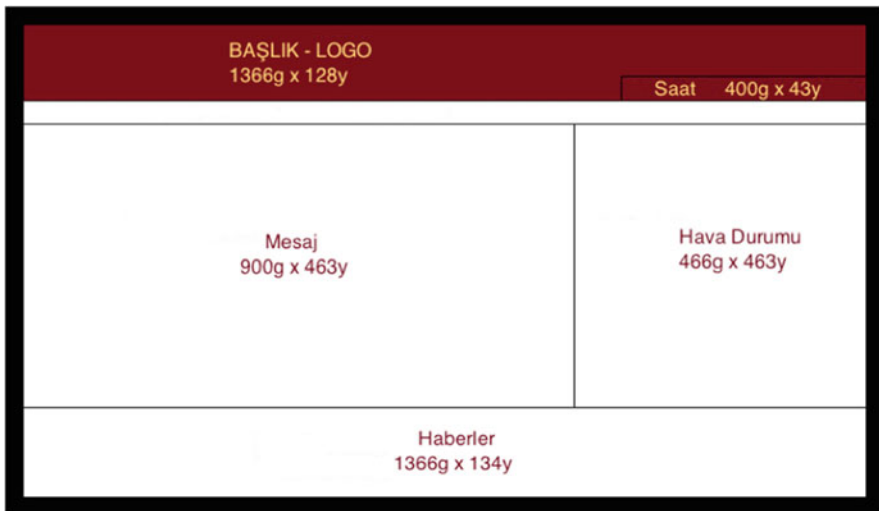 BAŞLIK - LOGO
1366g x 128y
Saat 400g x 43y
Mesaj
900g x 463y
Hava Durumu
466g x 463y
Haberler
1366g x 134y